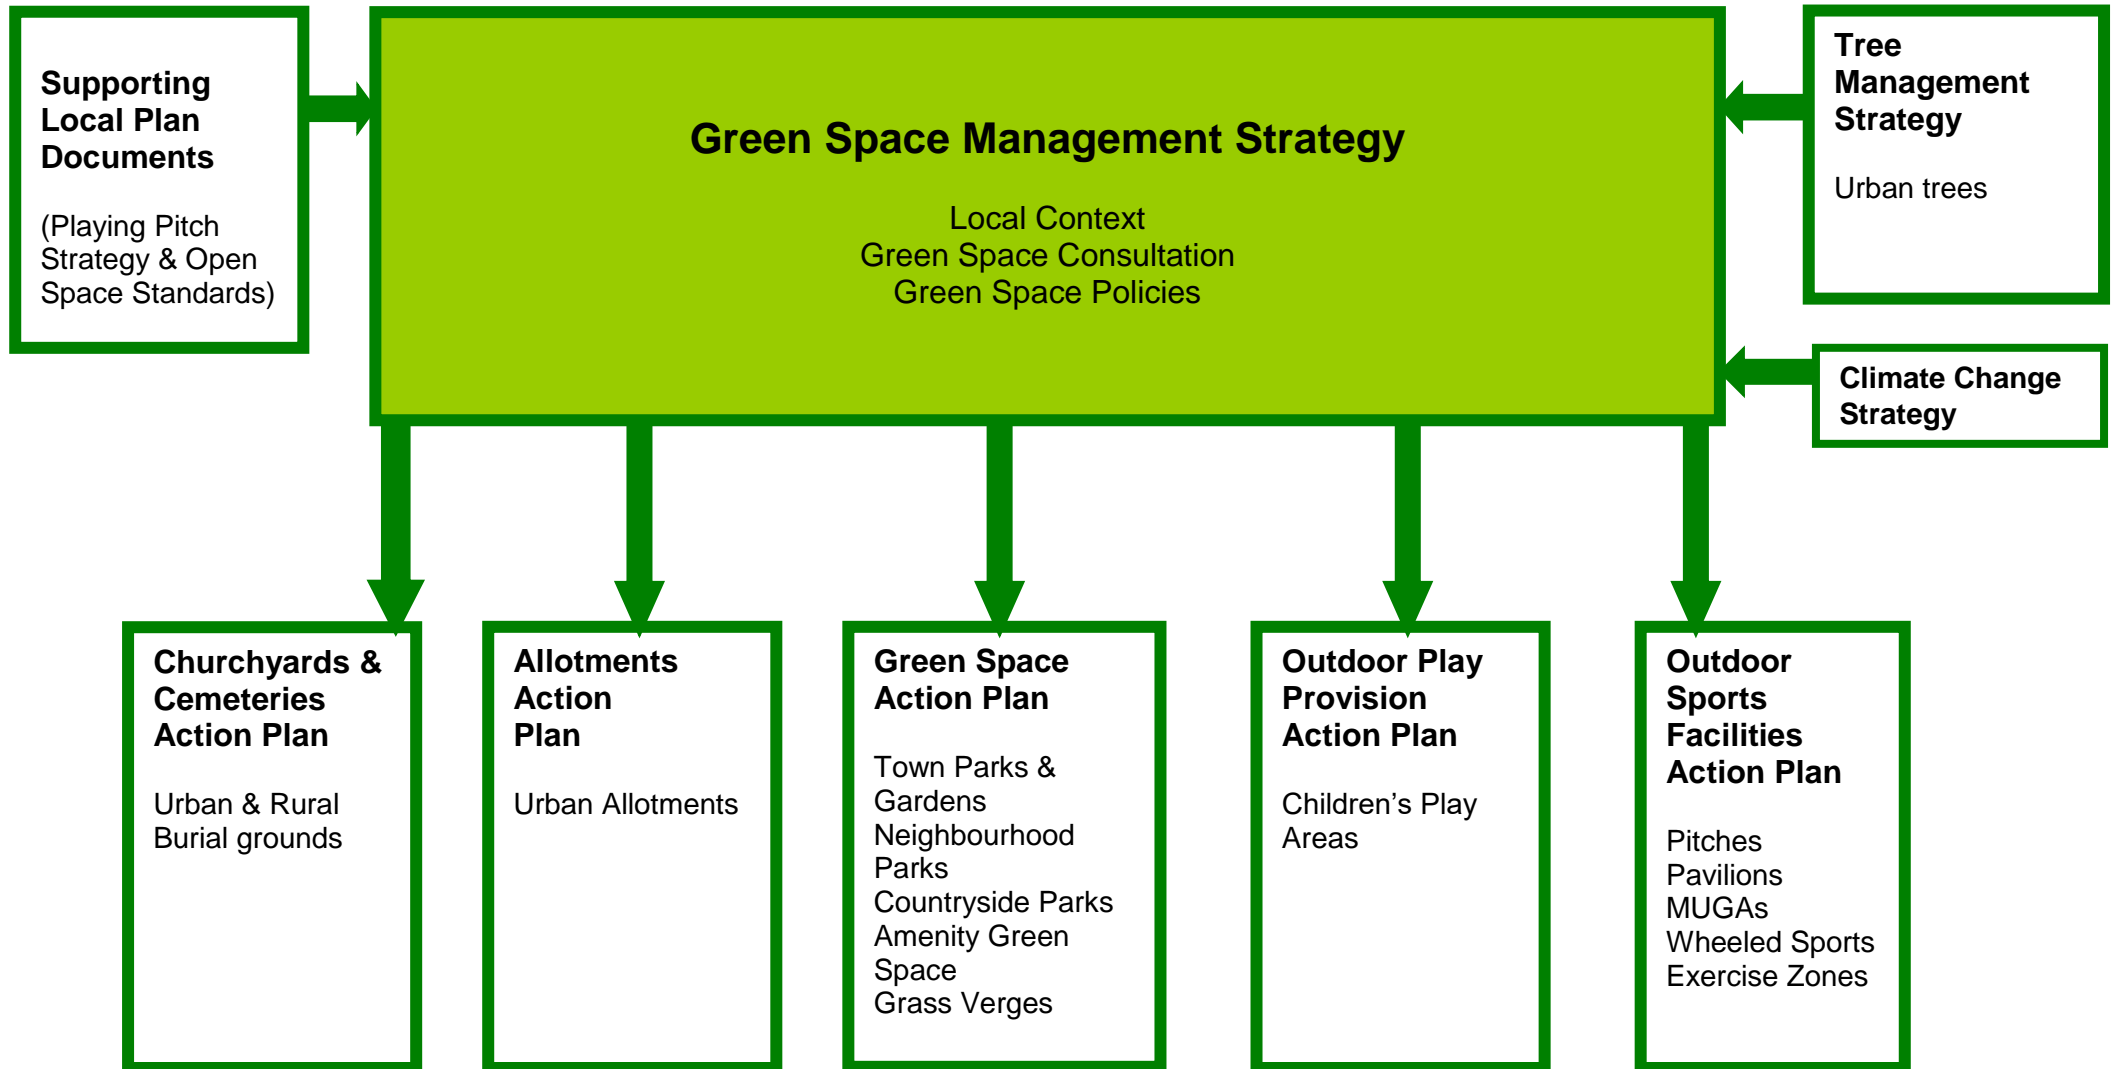 Supporting
Local Plan
Documents
(Playing Pitch
Strategy & Open
Space Standards)
Green Space Management Strategy
Local Context
Green Space Consultation
Green Space Policies
Tree
Management
Strategy
Urban trees
Climate Change
Strategy
Churchyards &
Cemeteries
Action Plan
Urban & Rural
Burial grounds
Allotments
Action
Plan
Urban Allotments
Green Space
Action Plan
Town Parks &
Gardens
Neighbourhood
Parks
Countryside Parks
Amenity Green
Space
Grass Verges
Outdoor Play
Provision
Action Plan
Children’s Play
Areas
Outdoor
Sports
Facilities
Action Plan
Pitches
Pavilions
MUGAs
Wheeled Sports
Exercise Zones